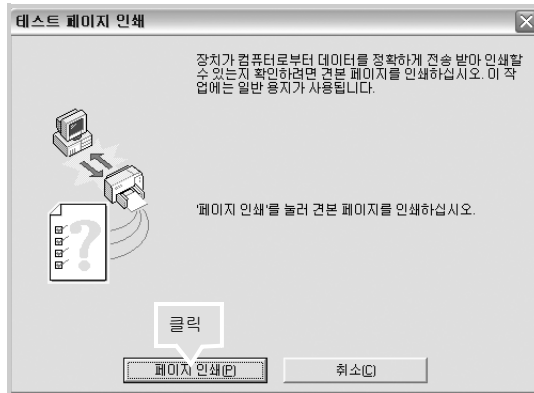 테스트 페이지 인쇄
장치가 컴퓨터로부터 데이터를 정확하게 전송 받아 인쇄할
수 있는지 확인하려면 견본 페이지를 인쇄하십시오. 이 작
업에는 일반 용지가 사용됩니다.
'페이지 인쇄'를 눌러 견본 페이지를 인쇄하십시오.
클릭
페이지 인쇄(P)
취소(C)